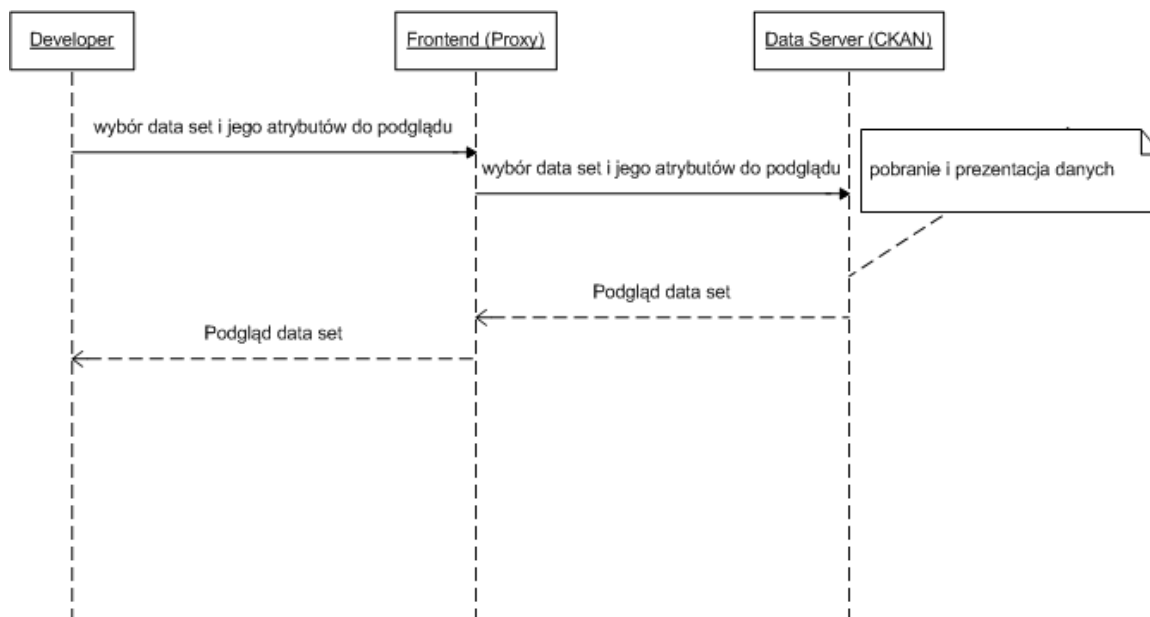 Developer
Frontend (Proxy)
Data Server (CKAN)
wybór data set i jego atrybutów do podglądu
wybór data set i jego atrybutów do podglądu
pobranie i prezentacja danych
Podgląd data set
Podgląd data set